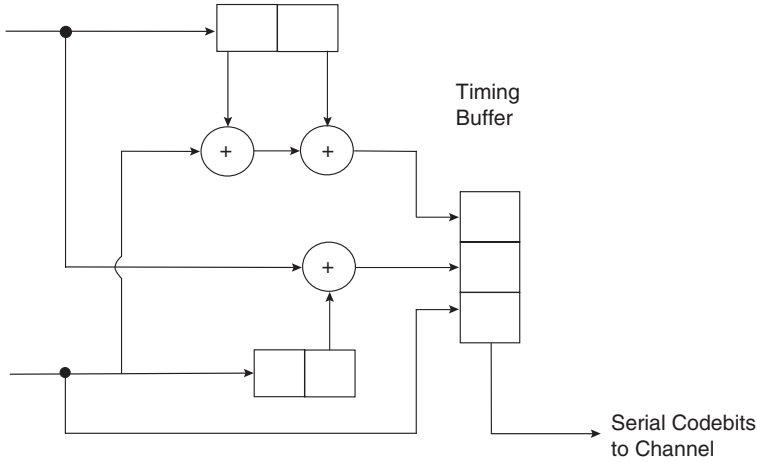 Timing
Buffer
+
+
+
Serial Codebits
to Channel